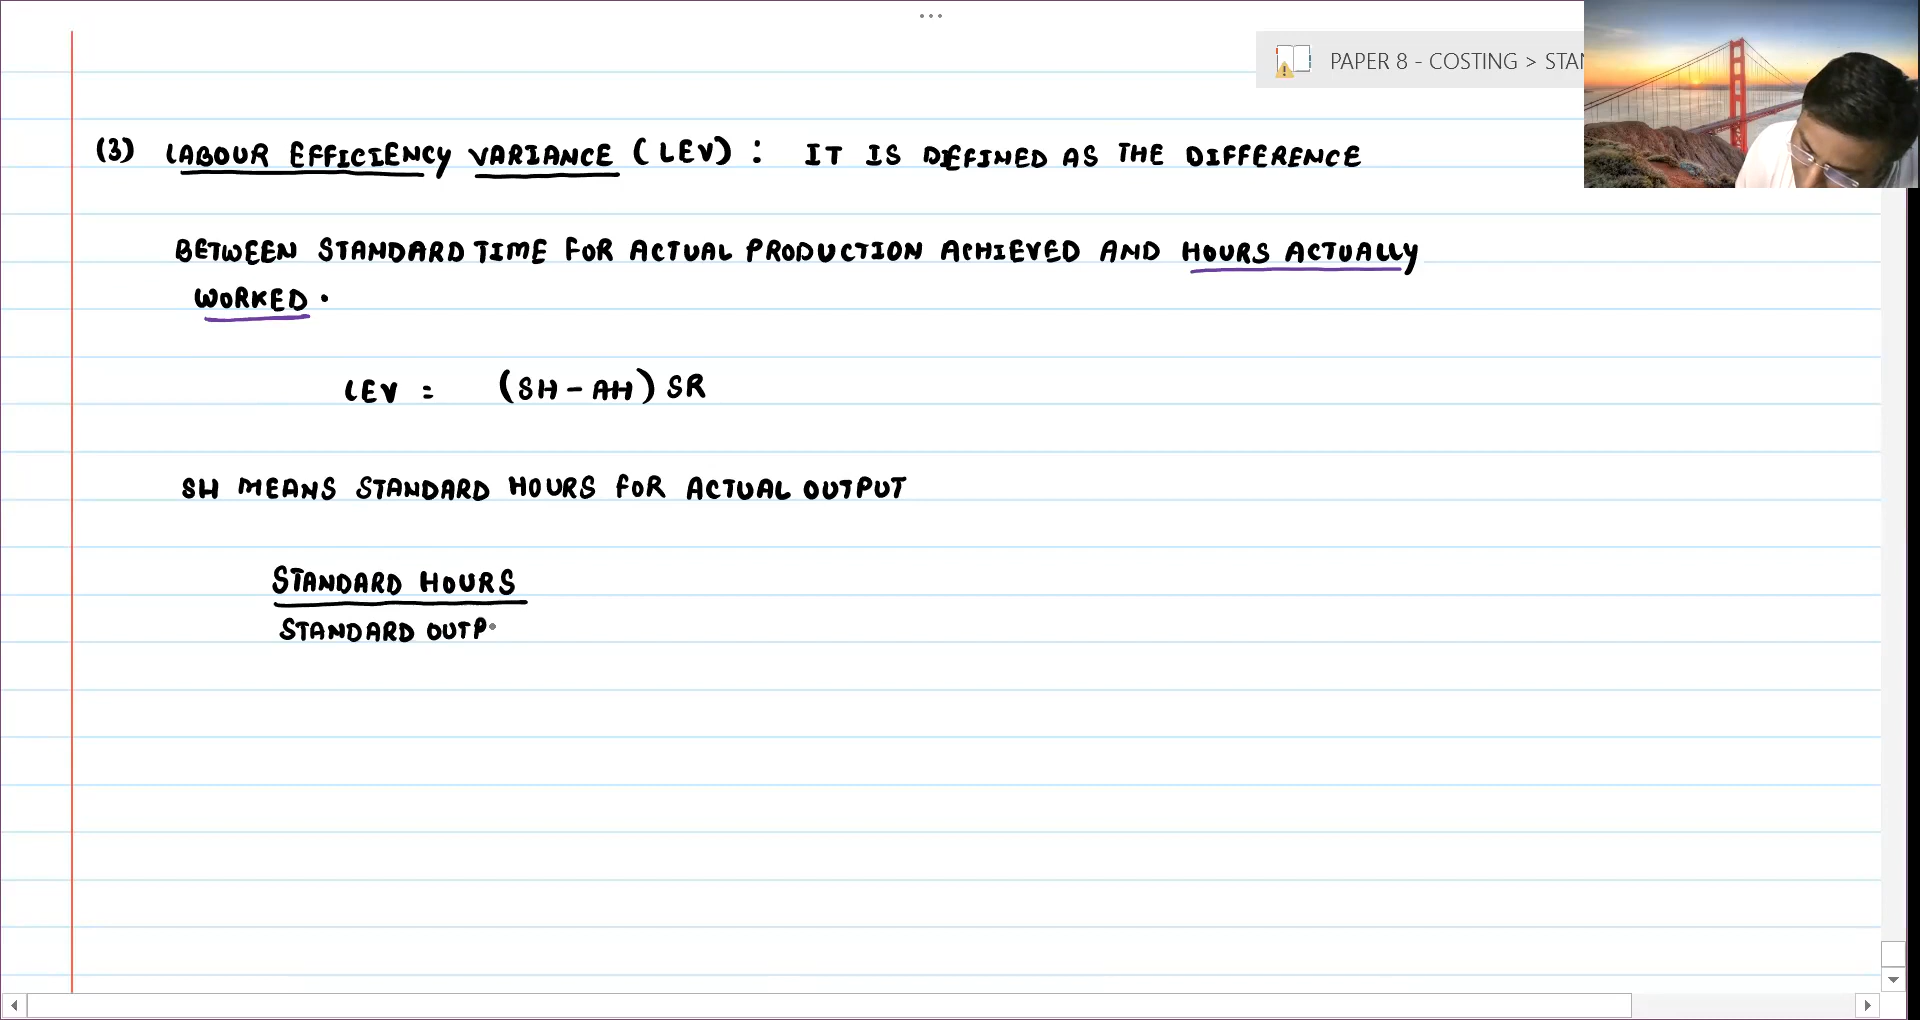 PAPER 8 - COSTING > STAN
(3) LABOUR EFFICIENCY VARIANCE (LEV) : IT IS DEFINED AS THE DIFFERENCE
BETWEEN STANDARD TIME FOR ACTUAL PRODUCTION ACHIEVED AND HOURS ACTUALLY
WORKED .
LEV = (SH - AH) SR
SH MEANS STANDARD HOURS FOR ACTUAL OUTPUT
STANDARD HOURS
STANDARD OUTP